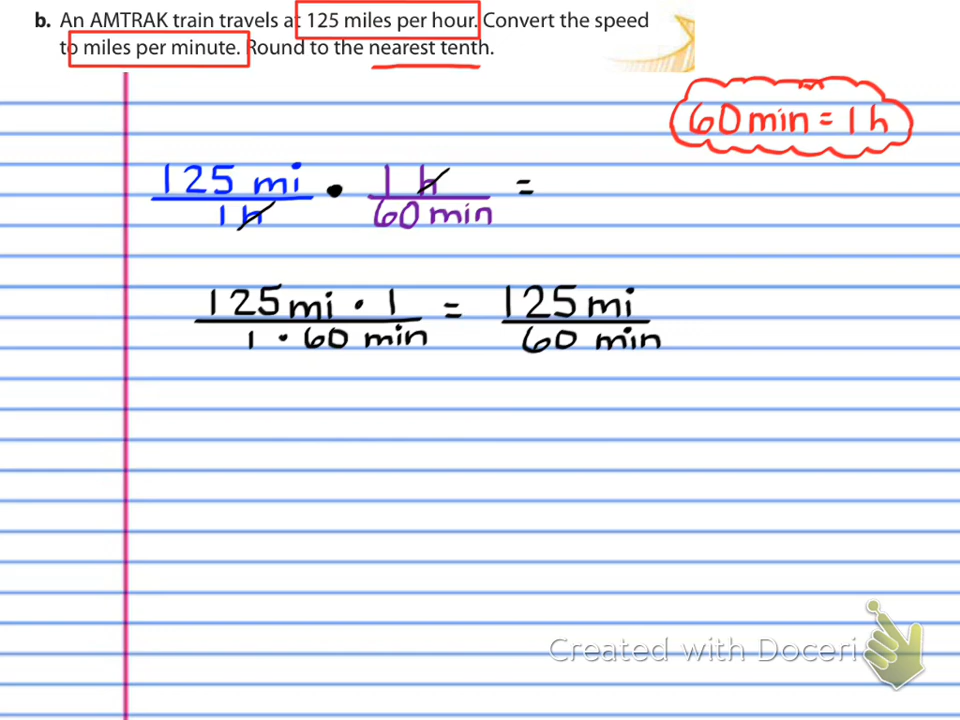 b. An AMTRAK train travels at 125 miles per hour. Convert the speed
to miles per minute. Round to the nearest tenth.
60 min = 1 h
125 mi / 1 h • 1 h / 60 min =
125 mi • 1 / 1 • 60 min = 125 mi / 60 min
Created with Doceri